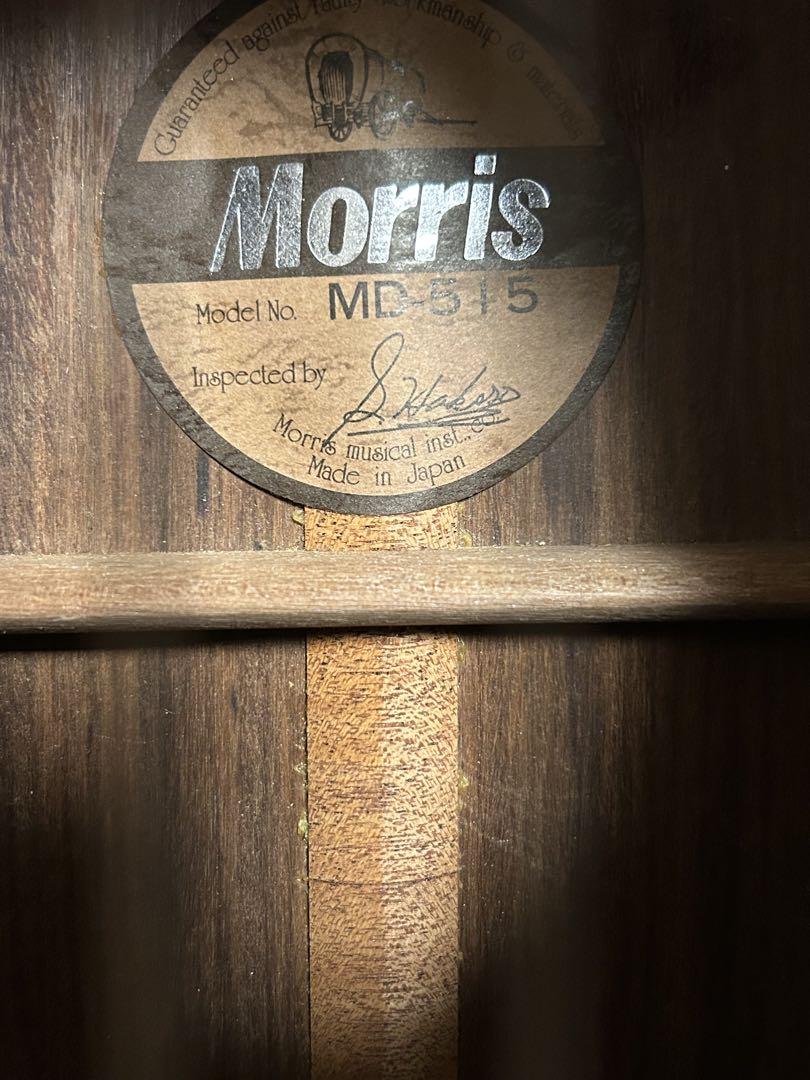 Guaranteed against faulty workmanship & materials
Morris
Model No. MD-515
Inspected by S. Hakoso
Morris musical inst., co.
Made in Japan